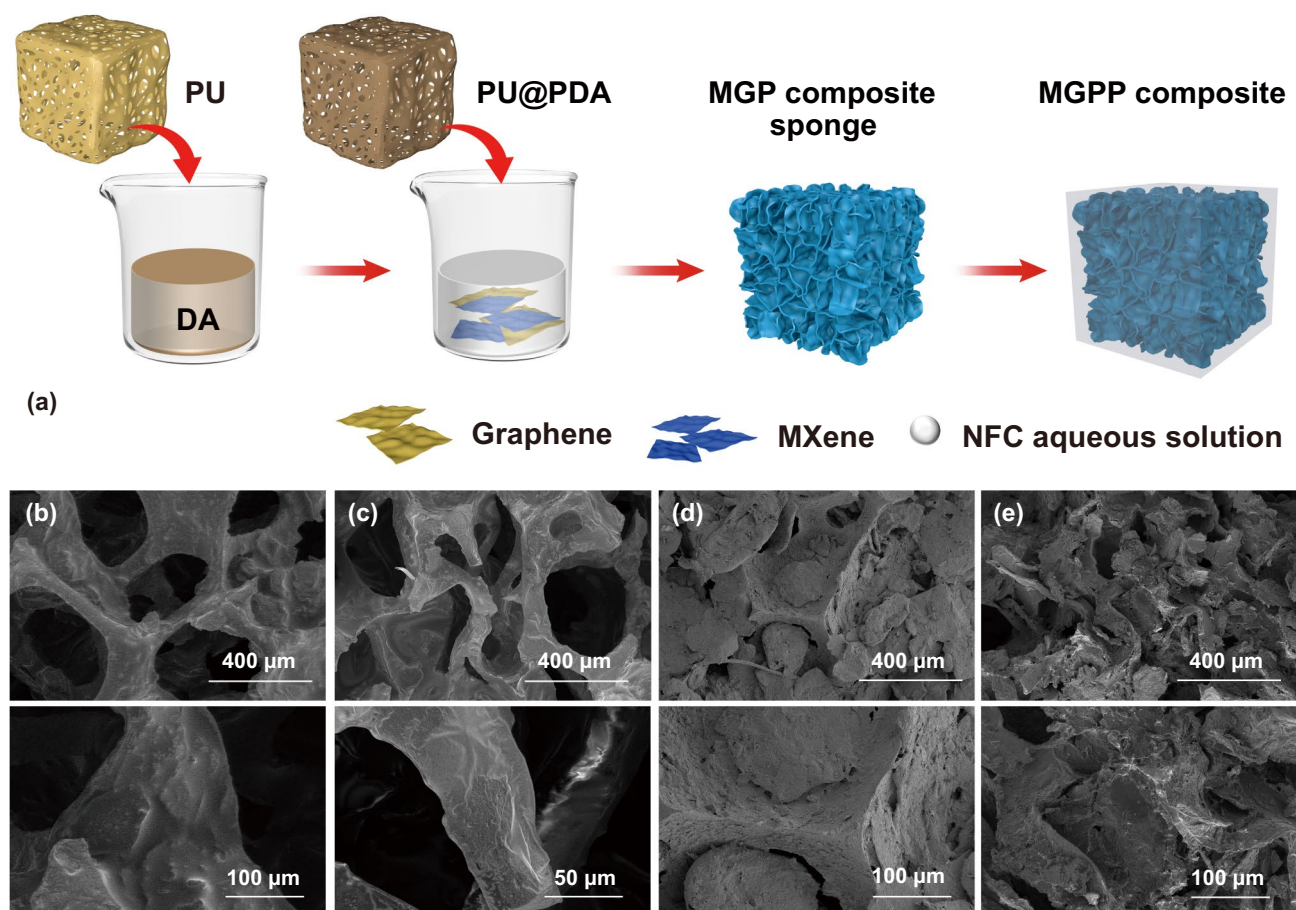 PU
PU@PDA
MGP composite
sponge
MGPP composite
DA
(a)
Graphene
MXene
NFC aqueous solution
(b)
(c)
(d)
(e)
400 μm
400 μm
400 μm
400 μm
100 μm
50 μm
100 μm
100 μm